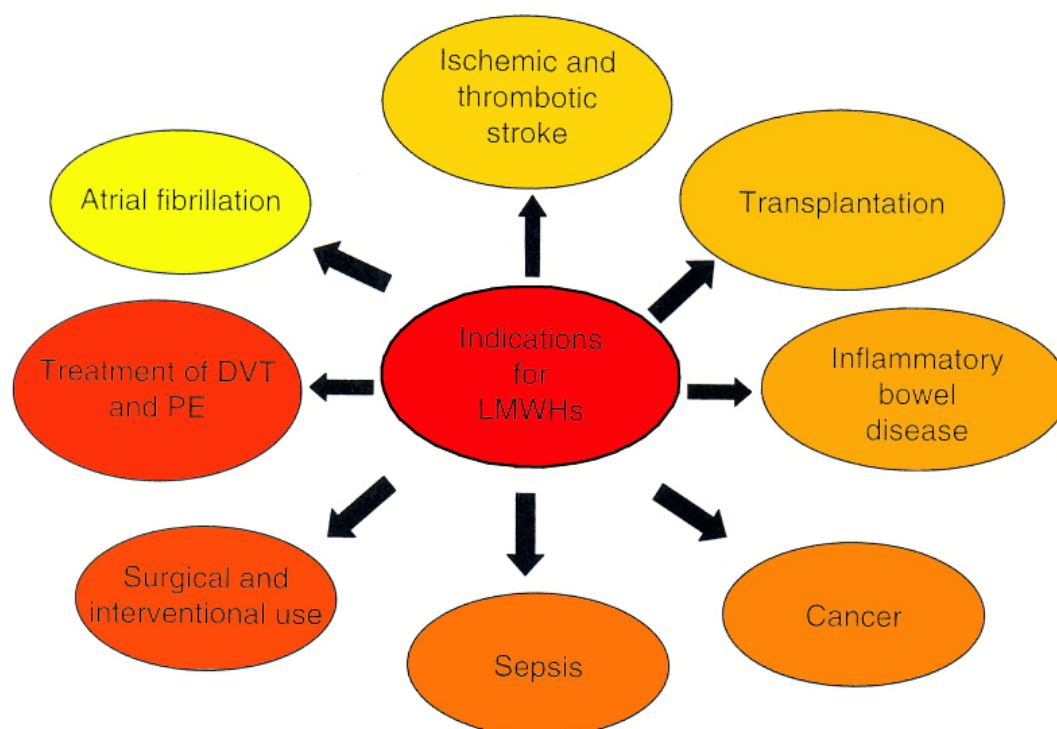 Ischemic and
thrombotic
stroke
Atrial fibrillation
Transplantation
Indications
for
LMWHs
Treatment of DVT
and PE
Inflammatory
bowel
disease
Surgical and
interventional use
Sepsis
Cancer